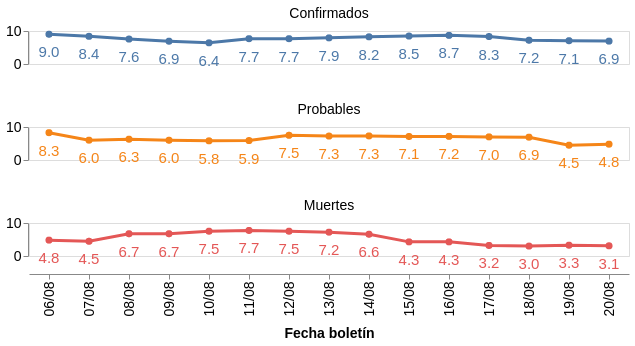 Confirmados
10
0
9.0 8.4 7.6 6.9 6.4 7.7 7.7 7.9 8.2 8.5 8.7 8.3 7.2 7.1 6.9
Probables
10
0
8.3 6.0 6.3 6.0 5.8 5.9 7.5 7.3 7.3 7.1 7.2 7.0 6.9 4.5 4.8
Muertes
10
0
4.8 4.5 6.7 6.7 7.5 7.7 7.5 7.2 6.6 4.3 4.3 3.2 3.0 3.3 3.1
06/08 07/08 08/08 09/08 10/08 11/08 12/08 13/08 14/08 15/08 16/08 17/08 18/08 19/08 20/08
Fecha boletín